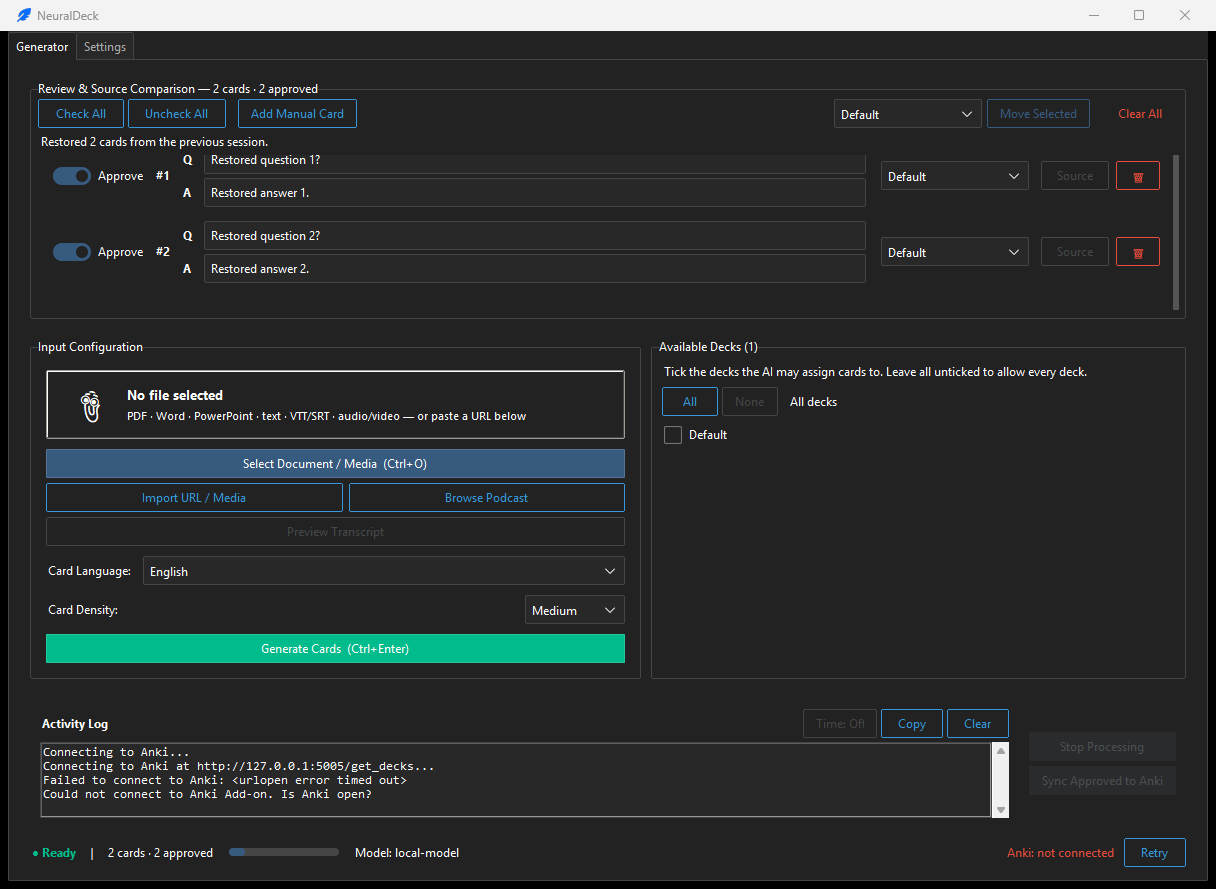 NeuralDeck
Generator Settings
Review & Source Comparison — 2 cards · 2 approved
Check All Uncheck All Add Manual Card Default Move Selected Clear All
Restored 2 cards from the previous session.
Approve #1 Q Restored question 1? Default Source
A Restored answer 1.
Approve #2 Q Restored question 2? Default Source
A Restored answer 2.
Input Configuration
No file selected
PDF · Word · PowerPoint · text · VTT/SRT · audio/video — or paste a URL below
Select Document / Media (Ctrl+O)
Import URL / Media Browse Podcast
Preview Transcript
Card Language: English
Card Density: Medium
Generate Cards (Ctrl+Enter)
Available Decks (1)
Tick the decks the AI may assign cards to. Leave all unticked to allow every deck.
All None All decks
Default
Activity Log Time: Off Copy Clear
Connecting to Anki...
Connecting to Anki at http://127.0.0.1:5005/get_decks...
Failed to connect to Anki: <urlopen error timed out>
Could not connect to Anki Add-on. Is Anki open?
Stop Processing
Sync Approved to Anki
● Ready | 2 cards · 2 approved Model: local-model Anki: not connected Retry